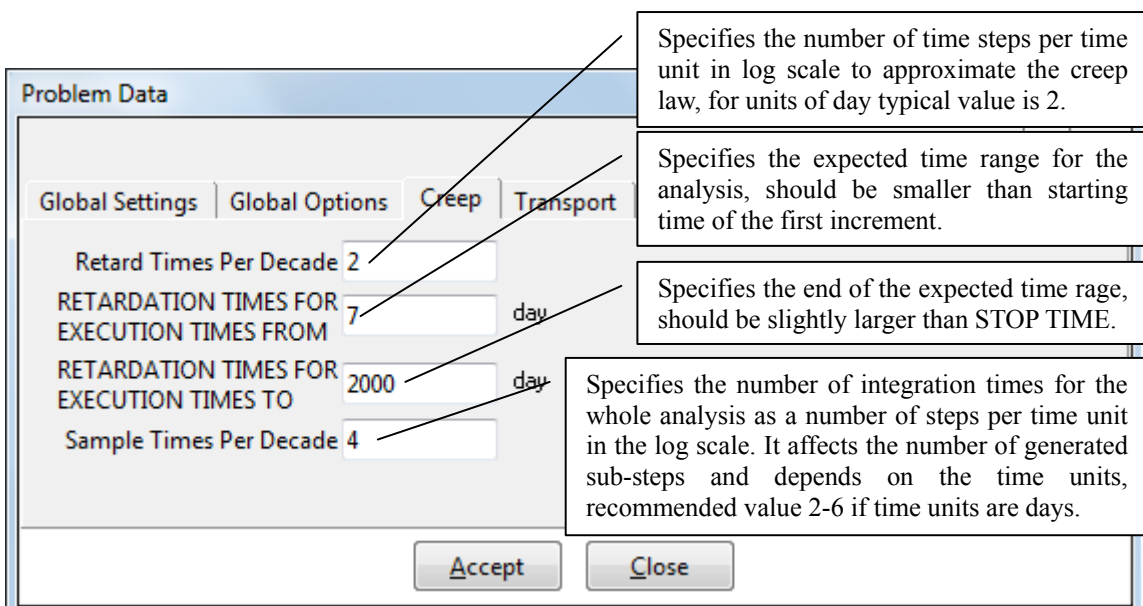 Specifies the number of time steps per time
unit in log scale to approximate the creep
law, for units of day typical value is 2.
Problem Data
Specifies the expected time range for the
analysis, should be smaller than starting
time of the first increment.
Global Settings
Global Options
Creep
Transport
Retard Times Per Decade 2
RETARDATION TIMES FOR
EXECUTION TIMES FROM
7
day
Specifies the end of the expected time rage,
should be slightly larger than STOP TIME.
RETARDATION TIMES FOR
EXECUTION TIMES TO
2000
day
Specifies the number of integration times for the
whole analysis as a number of steps per time unit
in the log scale. It affects the number of generated
sub-steps and depends on the time units,
recommended value 2-6 if time units are days.
Sample Times Per Decade 4
Accept
Close